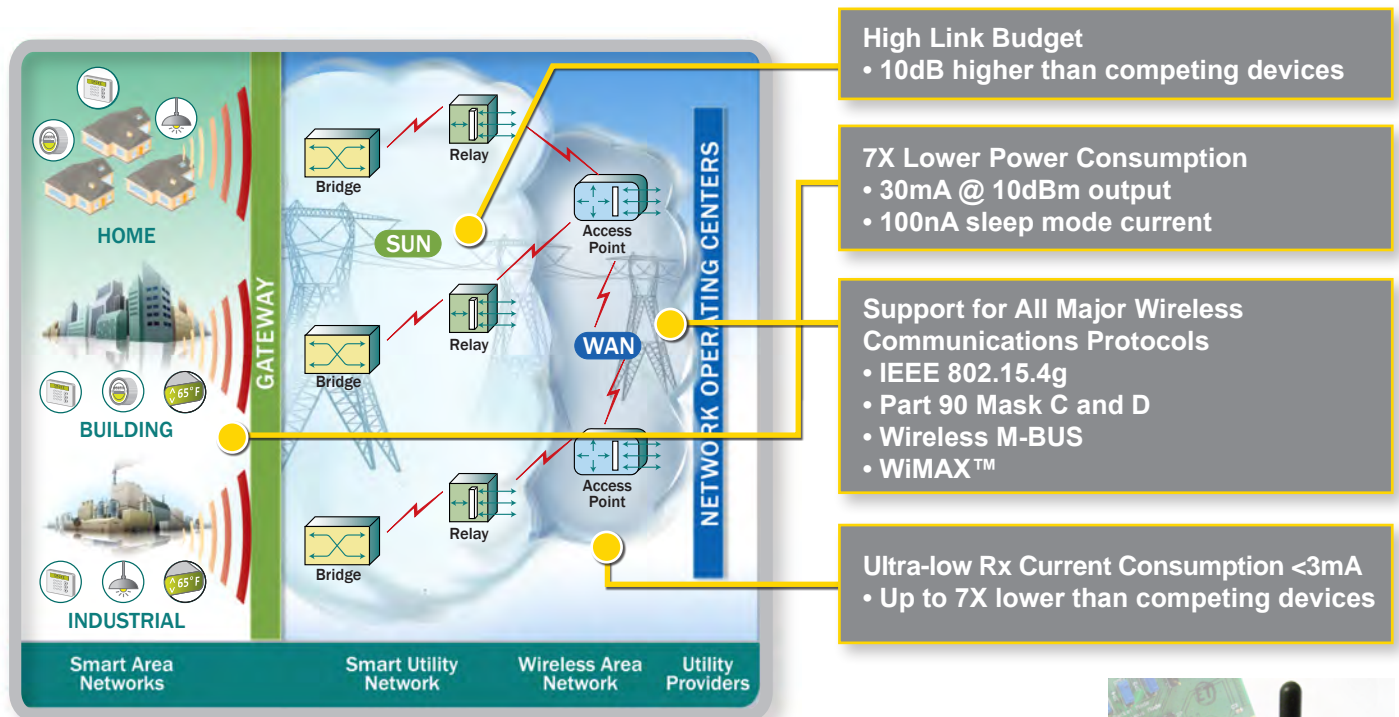 High Link Budget
• 10dB higher than competing devices
7X Lower Power Consumption
• 30mA @ 10dBm output
• 100nA sleep mode current
Support for All Major Wireless
Communications Protocols
• IEEE 802.15.4g
• Part 90 Mask C and D
• Wireless M-BUS
• WiMAX™
Ultra-low Rx Current Consumption <3mA
• Up to 7X lower than competing devices
HOME
65°F
BUILDING
65°F
INDUSTRIAL
GATEWAY
Bridge
Relay
SUN
Access
Point
Bridge
Relay
WAN
Bridge
Relay
Access
Point
NETWORK OPERATING CENTERS
Smart Area
Networks
Smart Utility
Network
Wireless Area
Network
Utility
Providers